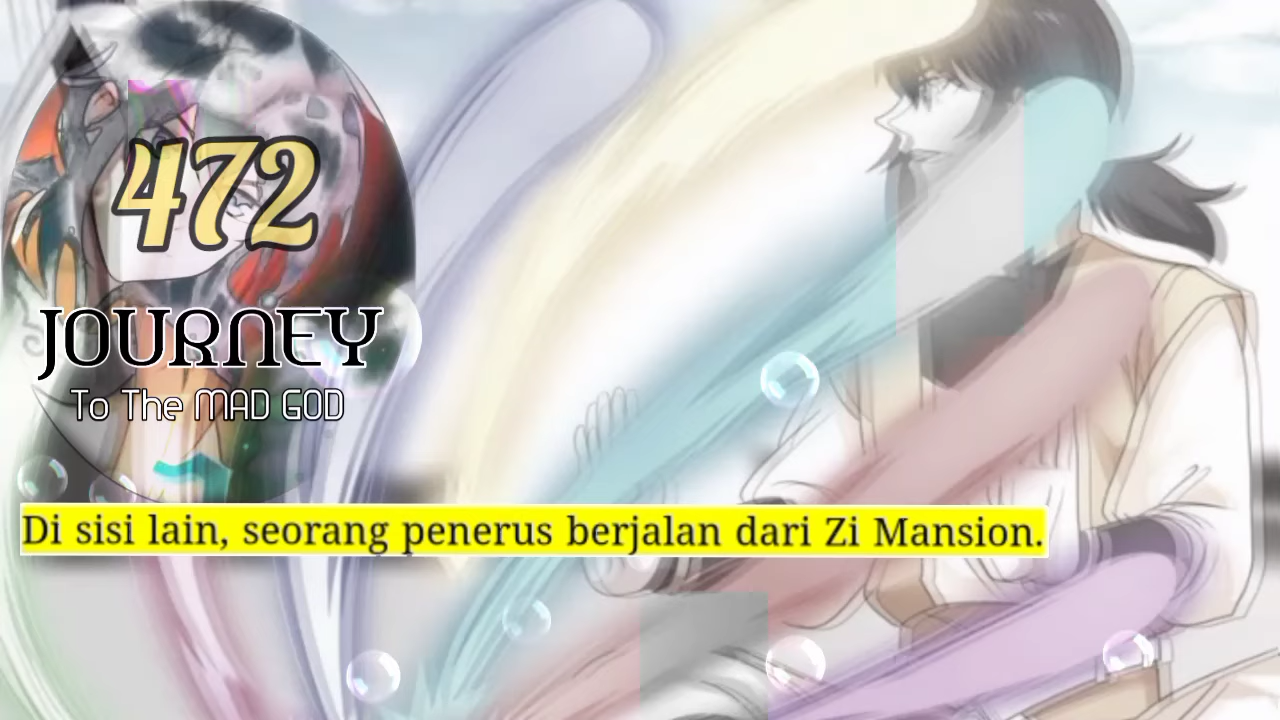 472
JOURNEY
To The MAD GOD
Di sisi lain, seorang penerus berjalan dari Zi Mansion.